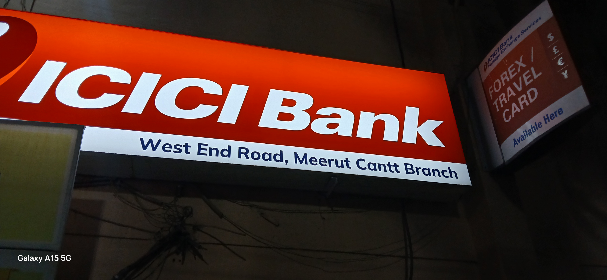 ICICI Bank
West End Road, Meerut Cantt Branch
FOREX /
TRAVEL
CARD
$
£
€
¥
Available Here
Galaxy A15 5G